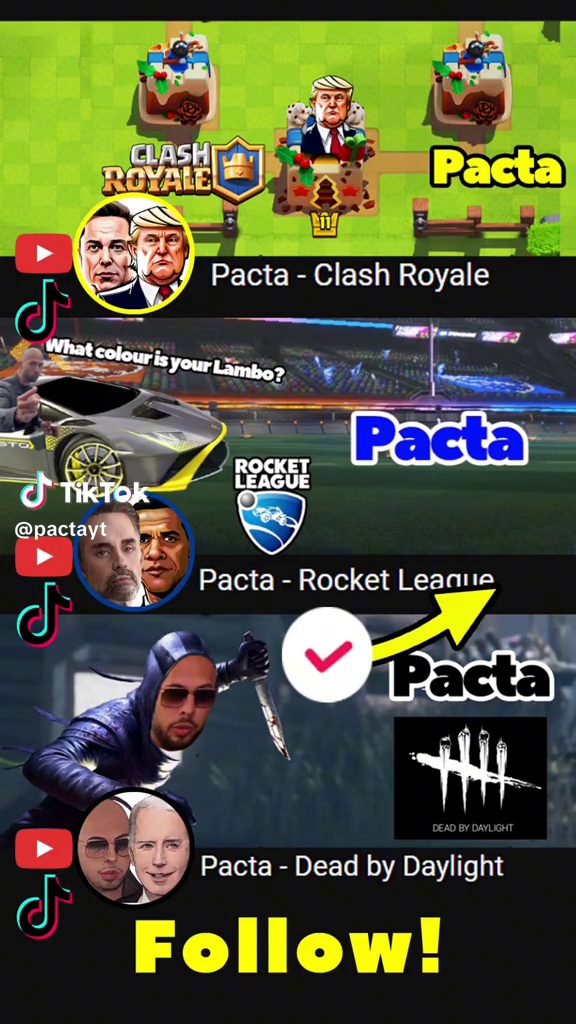 CLASH
ROYALE
Pacta
Pacta - Clash Royale
What colour is your Lambo?
Pacta
STO
ROCKET
LEAGUE
TikTok
@pactayt
Pacta - Rocket League
Pacta
DEAD BY DAYLIGHT
Pacta - Dead by Daylight
Follow!